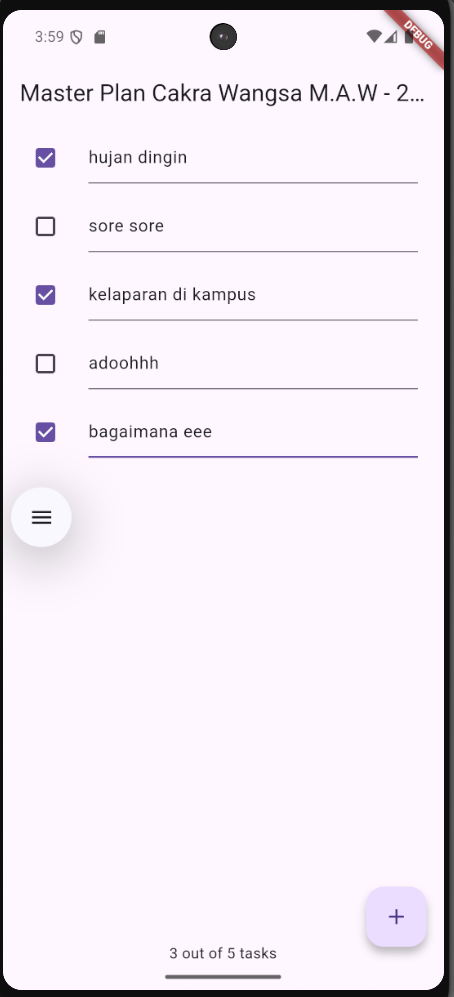 3:59
DEBUG
Master Plan Cakra Wangsa M.A.W - 2...
hujan dingin
sore sore
kelaparan di kampus
adoohhh
bagaimana eee
3 out of 5 tasks